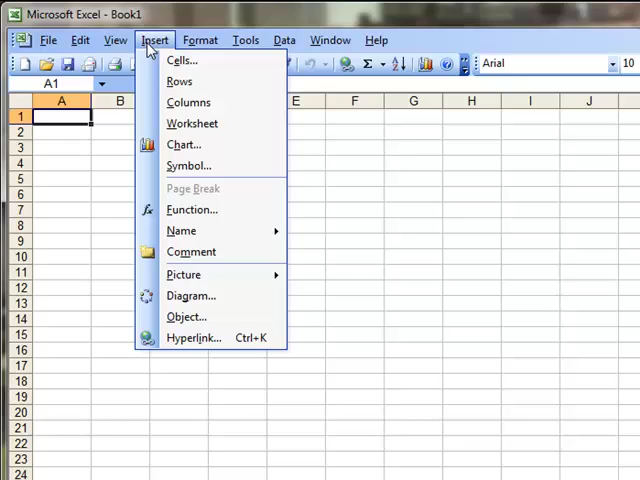 Microsoft Excel - Book1
File Edit View Insert Format Tools Data Window Help
Arial 10
A1
A B E F G H I J
Cells...
Rows
Columns
Worksheet
Chart...
Symbol...
Page Break
Function...
Name
Comment
Picture
Diagram...
Object...
Hyperlink... Ctrl+K
1
2
3
4
5
6
7
8
9
10
11
12
13
14
15
16
17
18
19
20
21
22
23
24